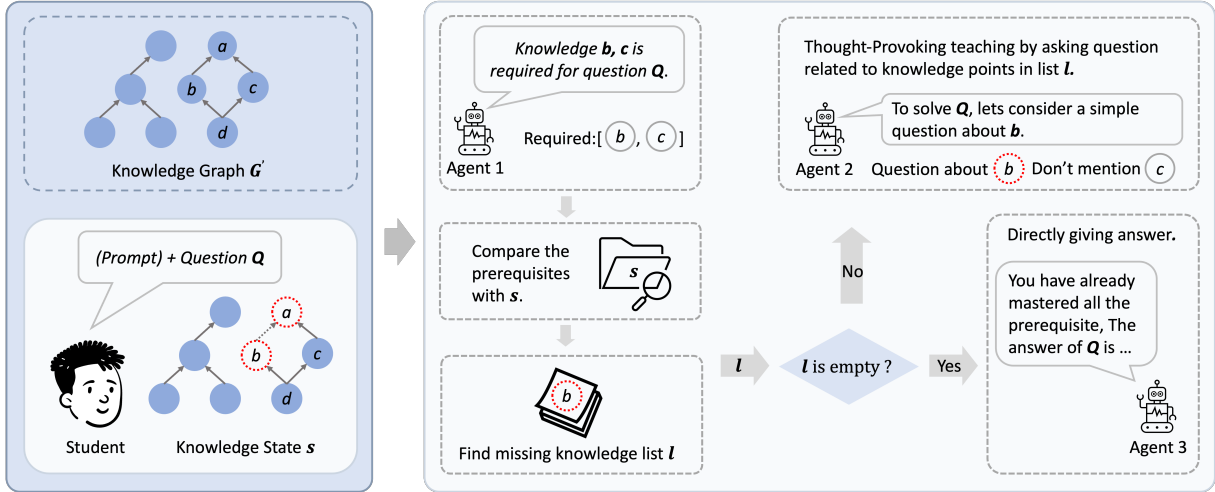 a
b
c
d
Knowledge Graph G'
(Prompt) + Question Q
a
b
c
d
Student
Knowledge State s
Knowledge b, c is
required for question Q.
Agent 1
Required:[ b , c ]
Compare the
prerequisites
with s.
s
b
Find missing knowledge list l
l
l is empty ?
No
Yes
Thought-Provoking teaching by asking question
related to knowledge points in list l.
To solve Q, lets consider a simple
question about b.
Agent 2
Question about b Don't mention c
Directly giving answer.
You have already
mastered all the
prerequisite, The
answer of Q is ...
Agent 3